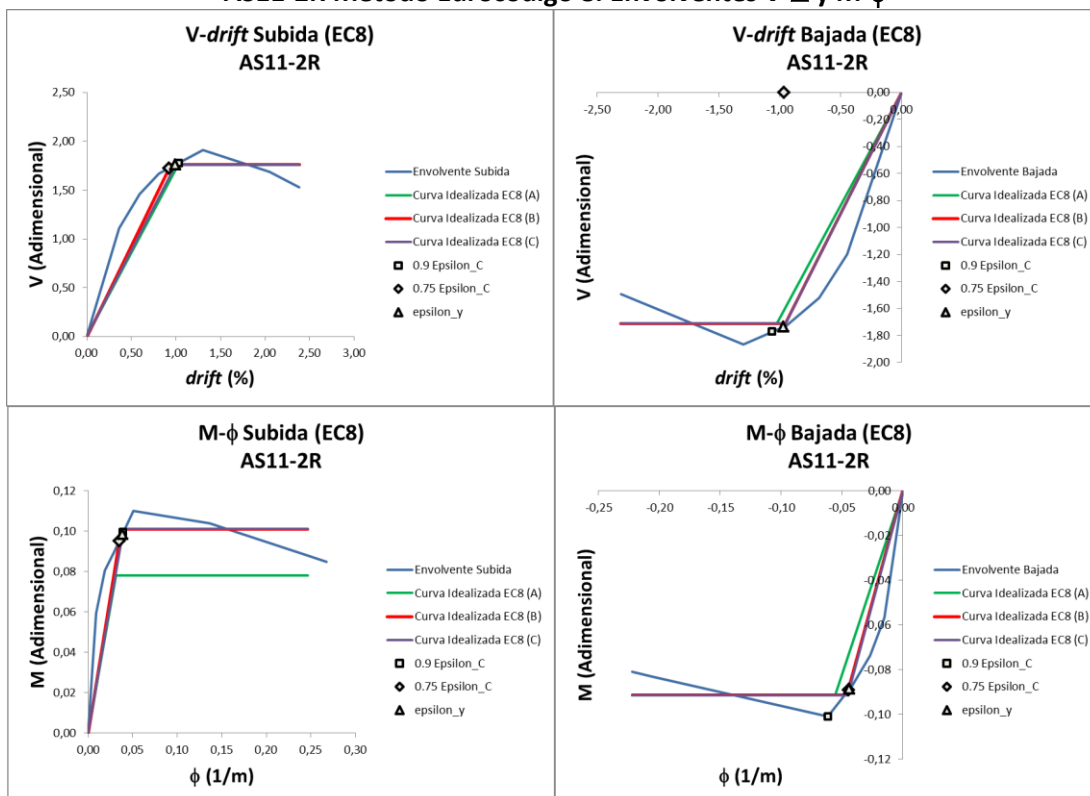 V-drift Subida (EC8)
AS11-2R
2,50
2,00
1,50
1,00
0,50
0,00
0,00 0,50 1,00 1,50 2,00 2,50 3,00
V (Adimensional)
drift (%)
Envolvente Subida
Curva Idealizada EC8 (A)
Curva Idealizada EC8 (B)
Curva Idealizada EC8 (C)
0.9 Epsilon_C
0.75 Epsilon_C
epsilon_y
V-drift Bajada (EC8)
AS11-2R
-2,50 -2,00 -1,50 -1,00 -0,50 0,00
0,00
-0,20
-0,40
-0,60
-0,80
-1,00
-1,20
-1,40
-1,60
-1,80
-2,00
V (Adimensional)
drift (%)
Envolvente Bajada
Curva Idealizada EC8 (A)
Curva Idealizada EC8 (B)
Curva Idealizada EC8 (C)
0.9 Epsilon_C
0.75 Epsilon_C
epsilon_y
M-ϕ Subida (EC8)
AS11-2R
0,12
0,10
0,08
0,06
0,04
0,02
0,00
0,00 0,05 0,10 0,15 0,20 0,25 0,30
M (Adimensional)
ϕ (1/m)
Envolvente Subida
Curva Idealizada EC8 (A)
Curva Idealizada EC8 (B)
Curva Idealizada EC8 (C)
0.9 Epsilon_C
0.75 Epsilon_C
epsilon_y
M-ϕ Bajada (EC8)
AS11-2R
-0,25 -0,20 -0,15 -0,10 -0,05 0,00
0,00
-0,02
-0,04
-0,06
-0,08
-0,10
-0,12
M (Adimensional)
ϕ (1/m)
Envolvente Bajada
Curva Idealizada EC8 (A)
Curva Idealizada EC8 (B)
Curva Idealizada EC8 (C)
0.9 Epsilon_C
0.75 Epsilon_C
epsilon_y